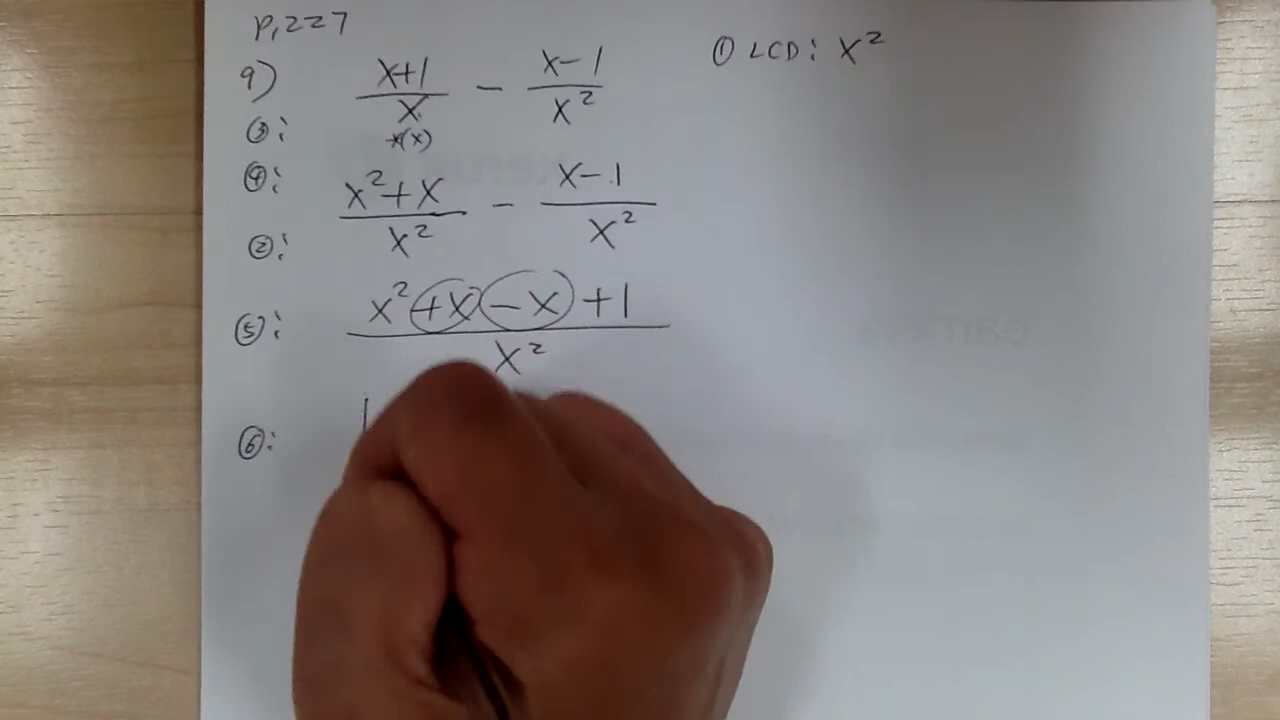 p.227
① LCD: x²
9) (x+1)/x - (x-1)/x²
③: *(x)
④: (x²+x)/x² - (x-1)/x²
②:
⑤: (x²+x-x+1)/x²
⑥: